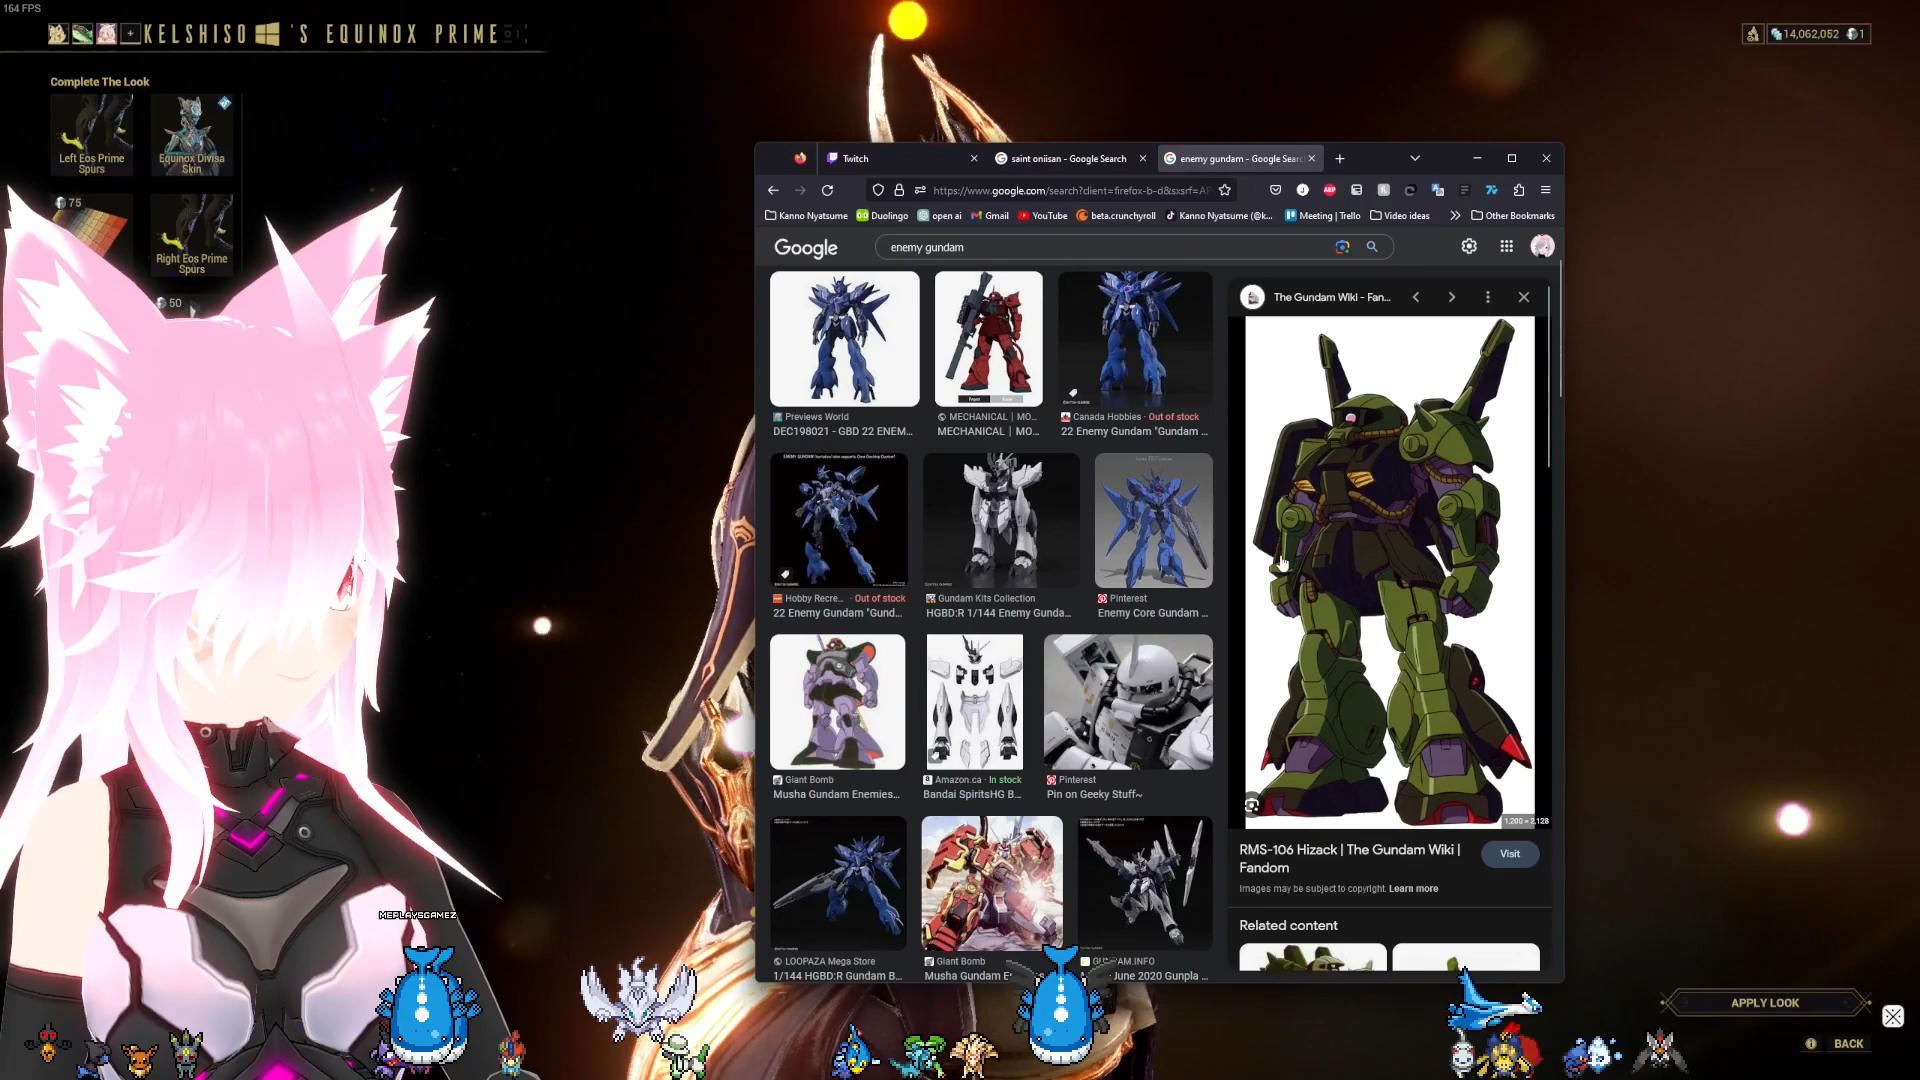 164 FPS
KELSHISO 'S EQUINOX PRIME
14,062,052 1
Complete The Look
Left Eos Prime Spurs
Equinox Divisa Skin
75
Right Eos Prime Spurs
50
Twitch
saint oniisan - Google Search
enemy gundam - Google Searc
https://www.google.com/search?client=firefox-b-d&sxsrf=AP
Kanno Nyatsume
Duolingo
open ai
Gmail
YouTube
beta.crunchyroll
Kanno Nyatsume (@k...
Meeting | Trello
Video ideas
Other Bookmarks
Google
enemy gundam
Previews World
DEC198021 - GBD 22 ENEM...
MECHANICAL | MO...
MECHANICAL | MO...
Canada Hobbies · Out of stock
22 Enemy Gundam "Gundam ...
Hobby Recre... · Out of stock
22 Enemy Gundam "Gund...
Gundam Kits Collection
HGBD:R 1/144 Enemy Gunda...
Pinterest
Enemy Core Gundam ...
Giant Bomb
Musha Gundam Enemies...
Amazon.ca · In stock
Bandai SpiritsHG B...
Pinterest
Pin on Geeky Stuff~
LOOPAZA Mega Store
1/144 HGBD:R Gundam B...
Giant Bomb
Musha Gundam E
June 2020 Gunpla ...
The Gundam Wiki - Fan...
1,200 × 2,128
RMS-106 Hizack | The Gundam Wiki |
Fandom
Visit
Images may be subject to copyright. Learn more
Related content
MEPLAYSGAMEZ
APPLY LOOK
BACK